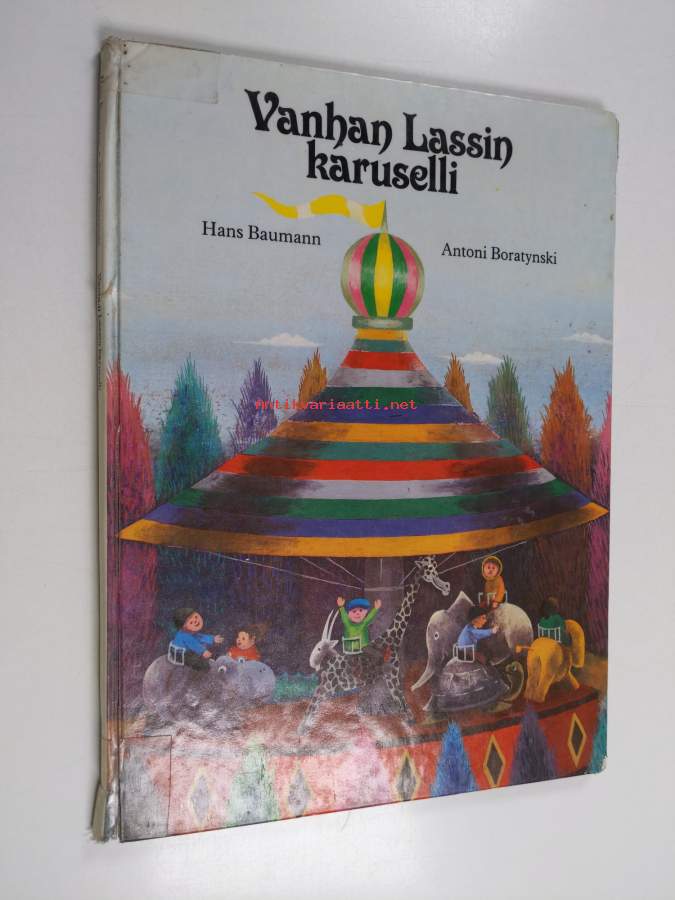 Vanhan Lassin
karuselli
Hans Baumann
Antoni Boratynski
antikvariaatti.net